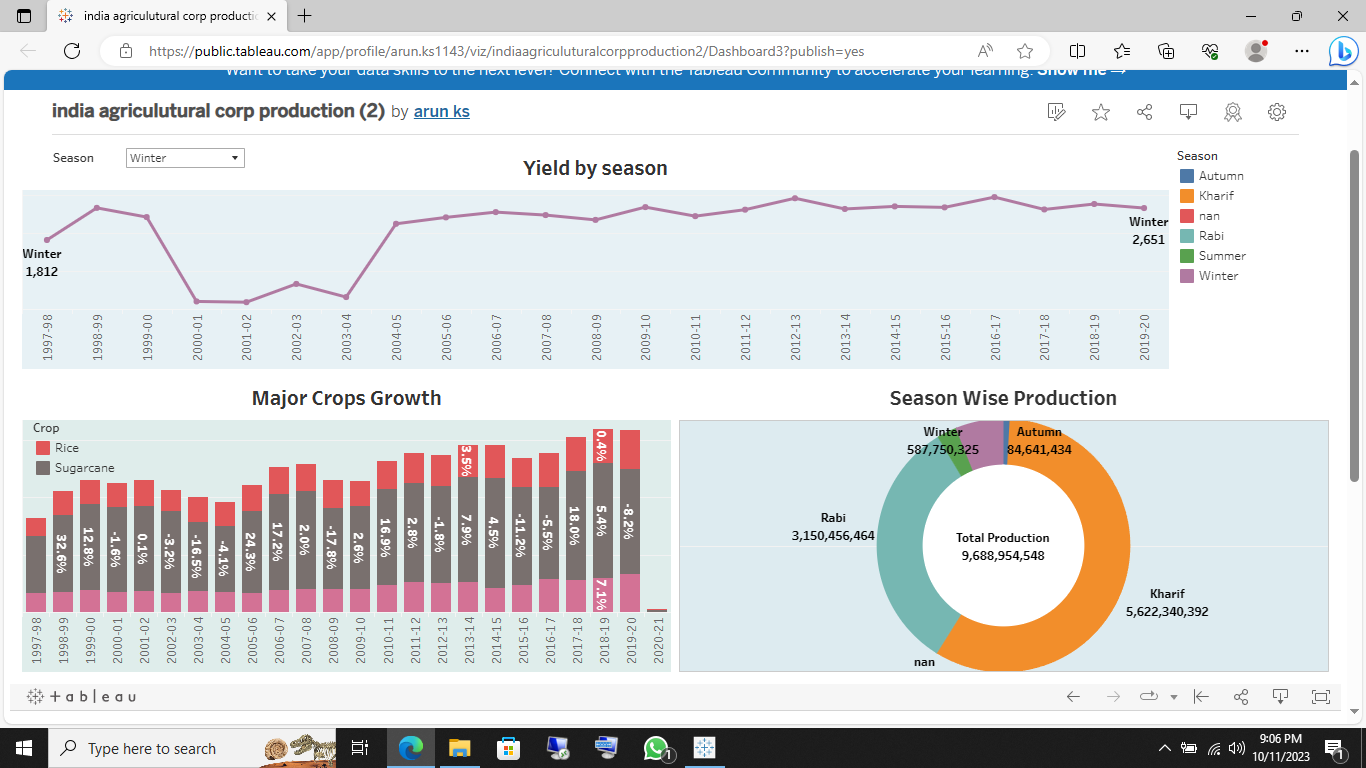 india agriculutural corp productio
https://public.tableau.com/app/profile/arun.ks1143/viz/indiaagriculuturalcorpproduction2/Dashboard3?publish=yes
Want to take your data skills to the next level? Connect with the Tableau Community to accelerate your learning. Show me →
india agriculutural corp production (2) by arun ks
Season
Winter
Yield by season
Season
Autumn
Kharif
nan
Rabi
Summer
Winter
Winter
1,812
Winter
2,651
1997-98
1998-99
1999-00
2000-01
2001-02
2002-03
2003-04
2004-05
2005-06
2006-07
2007-08
2008-09
2009-10
2010-11
2011-12
2012-13
2013-14
2014-15
2015-16
2016-17
2017-18
2018-19
2019-20
Major Crops Growth
Crop
Rice
Sugarcane
32.6%
12.8%
-1.6%
0.1%
-3.2%
-16.5%
-4.1%
24.3%
17.2%
2.0%
-17.8%
2.6%
16.9%
2.8%
-1.8%
3.5%
7.9%
4.5%
-11.2%
-5.5%
18.0%
0.4%
5.4%
7.1%
-8.2%
1997-98
1998-99
1999-00
2000-01
2001-02
2002-03
2003-04
2004-05
2005-06
2006-07
2007-08
2008-09
2009-10
2010-11
2011-12
2012-13
2013-14
2014-15
2015-16
2016-17
2017-18
2018-19
2019-20
2020-21
Season Wise Production
Winter
587,750,325
Autumn
84,641,434
Rabi
3,150,456,464
Total Production
9,688,954,548
Kharif
5,622,340,392
nan
+ a b | e a u
Type here to search
1
9:06 PM
10/11/2023
1